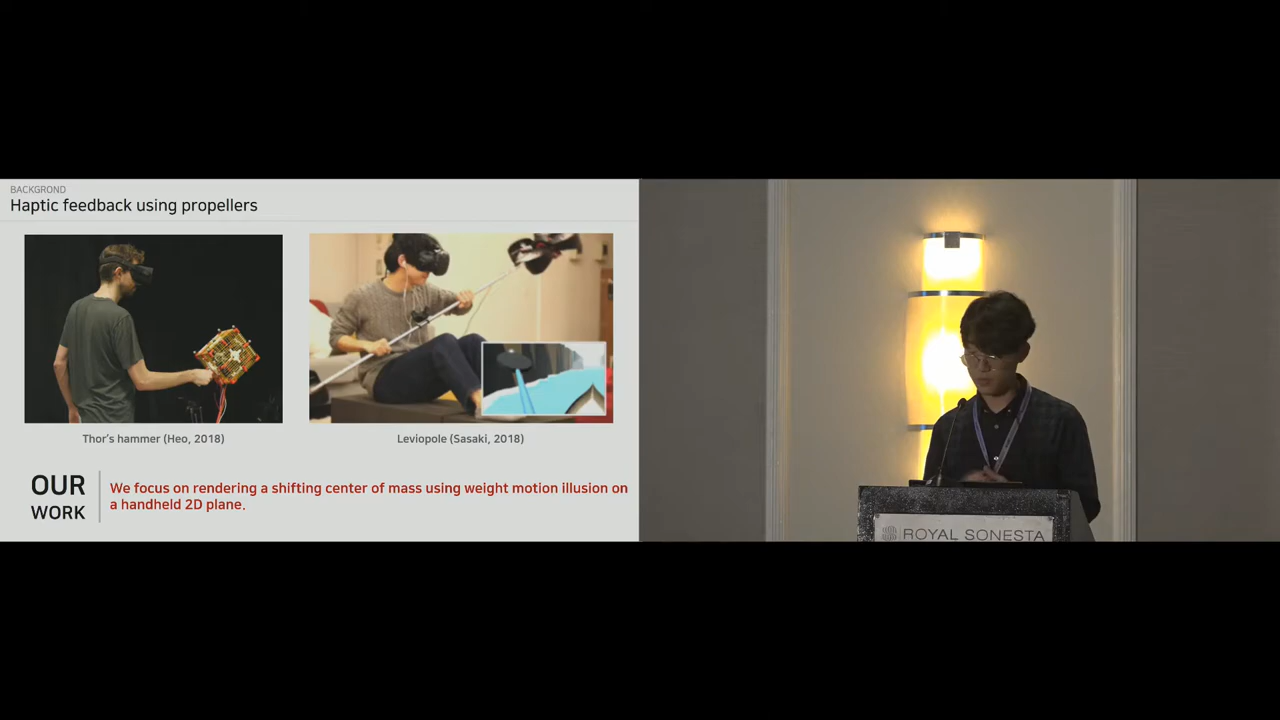 BACKGROND
Haptic feedback using propellers
Thor's hammer (Heo, 2018)
Leviopole (Sasaki, 2018)
OUR
WORK
We focus on rendering a shifting center of mass using weight motion illusion on
a handheld 2D plane.
ROYAL SONESTA